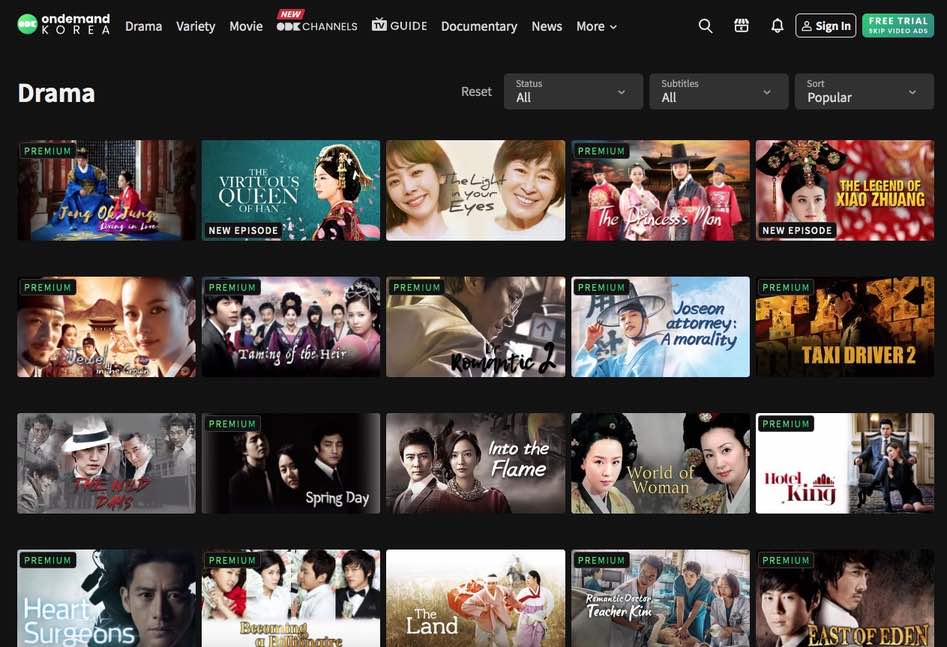 ondemand
KOREA
Drama
Variety
Movie
NEW
ODK CHANNELS
TV GUIDE
Documentary
News
More
Sign In
FREE TRIAL
SKIP VIDEO ADS
Drama
Reset
Status
All
Subtitles
All
Sort
Popular
PREMIUM
Jang Ok Jung,
Living in Love
THE
VIRTUOUS
QUEEN
OF HAN
NEW EPISODE
The Light
in your
Eyes
PREMIUM
The Princess's Man
THE LEGEND OF
XIAO ZHUANG
NEW EPISODE
PREMIUM
Jewel
in the Crown
PREMIUM
Taming of the Heir
PREMIUM
Romantic 2
PREMIUM
Joseon
attorney:
A morality
PREMIUM
TAXI
TAXI DRIVER 2
THE WILD
DAYS
PREMIUM
Spring Day
Into the
Flame
World of
Woman
PREMIUM
Hotel
King
PREMIUM
Heart
Surgeons
PREMIUM
Becoming
a Billionaire
The
Land
PREMIUM
Romantic Doctor
Teacher Kim
PREMIUM
EAST OF EDEN